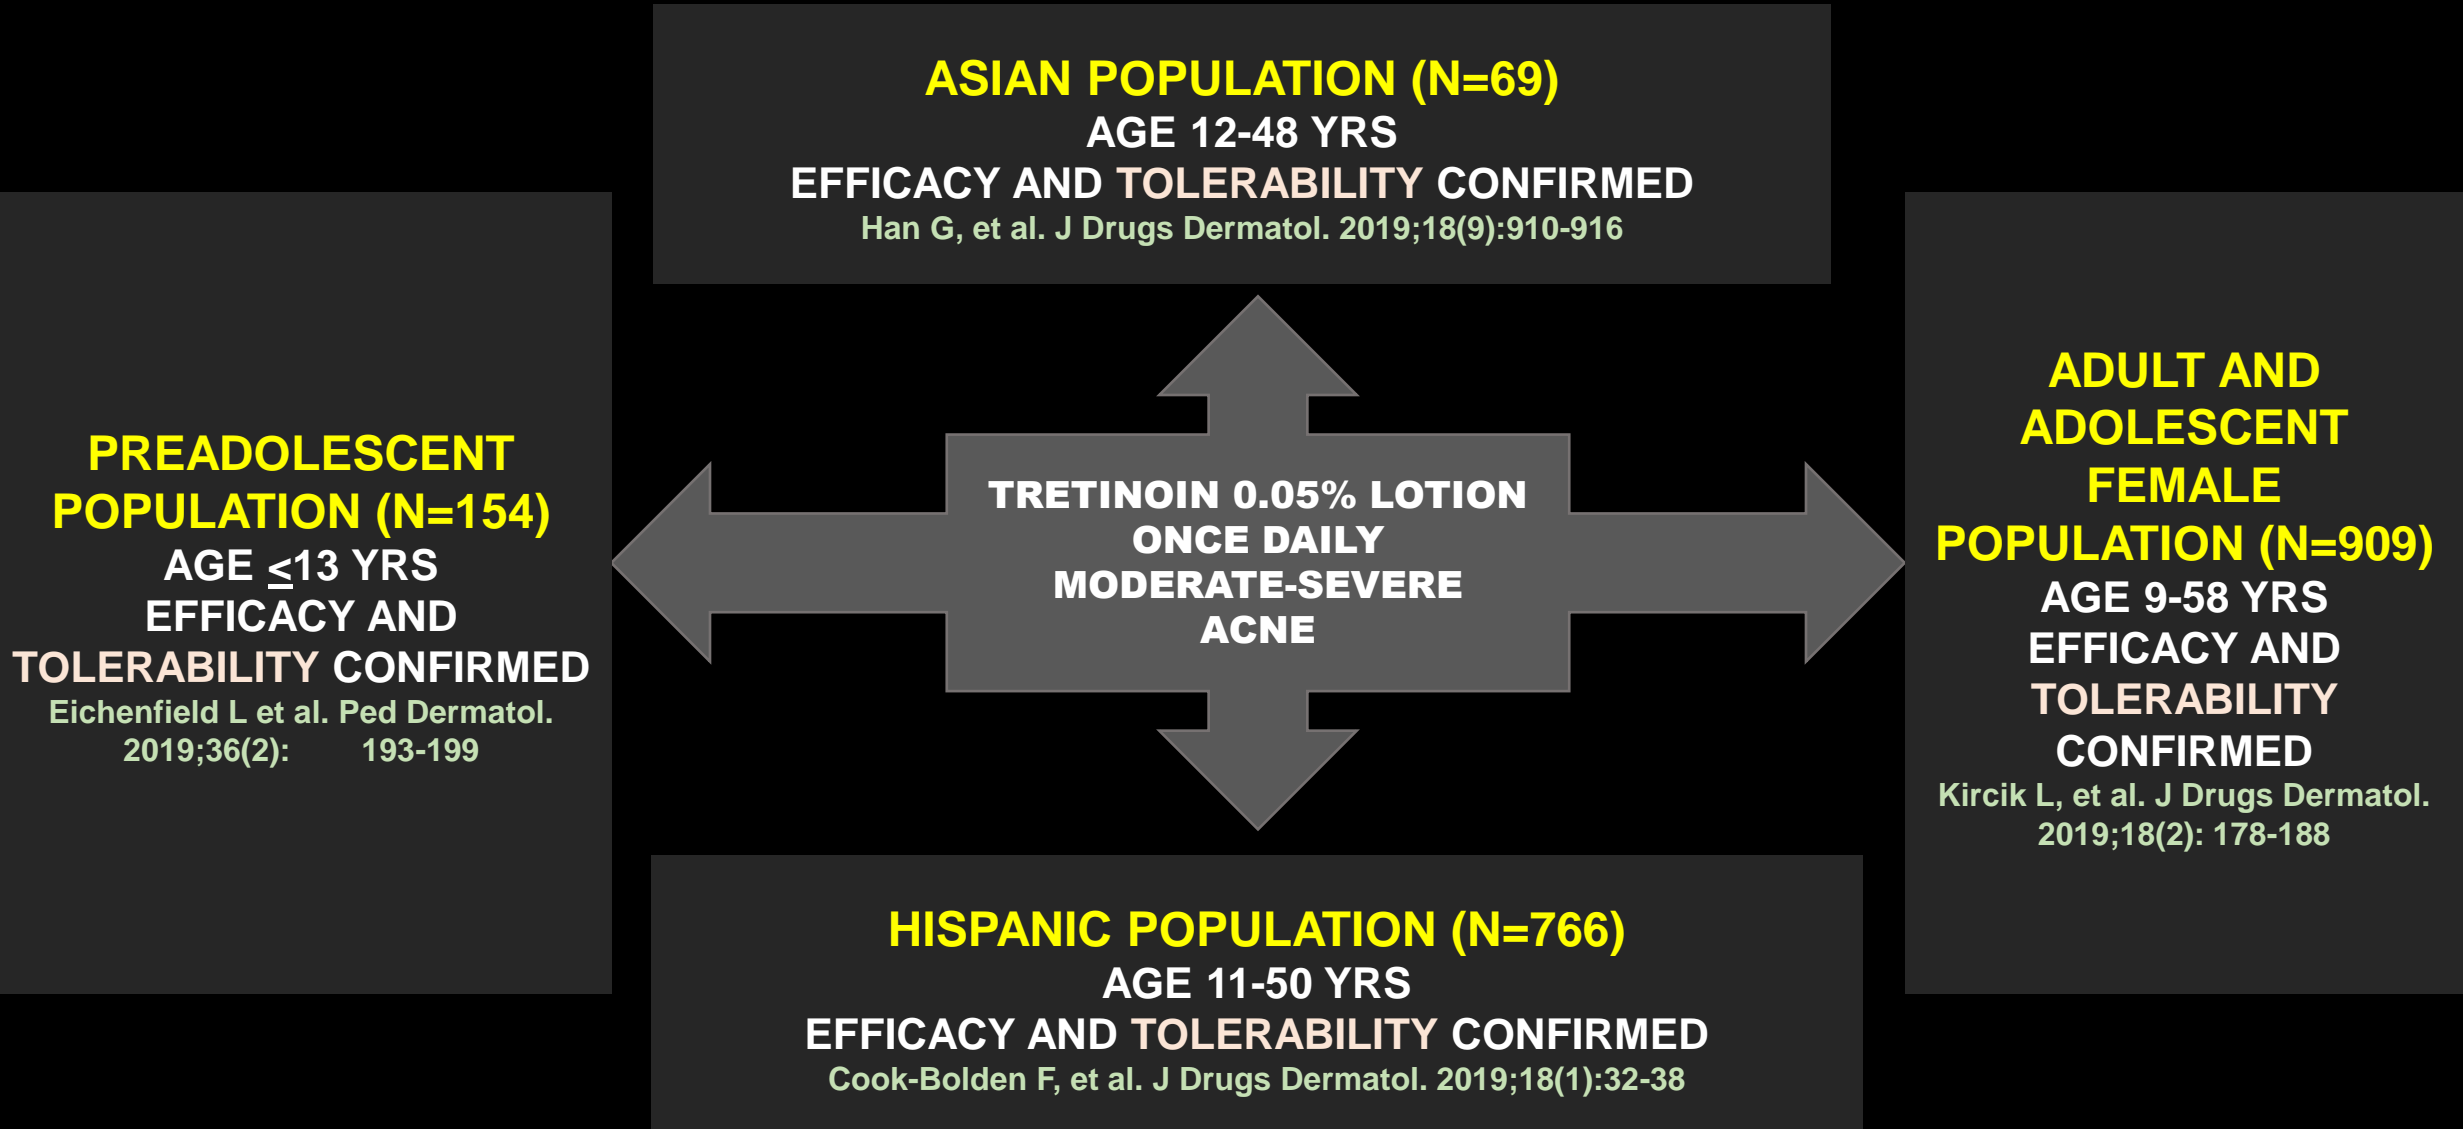 ASIAN POPULATION (N=69)
AGE 12-48 YRS
EFFICACY AND TOLERABILITY CONFIRMED
Han G, et al. J Drugs Dermatol. 2019;18(9):910-916
PREADOLESCENT
POPULATION (N=154)
AGE ≤13 YRS
EFFICACY AND
TOLERABILITY CONFIRMED
Eichenfield L et al. Ped Dermatol.
2019;36(2): 193-199
TRETINOIN 0.05% LOTION
ONCE DAILY
MODERATE-SEVERE
ACNE
ADULT AND
ADOLESCENT
FEMALE
POPULATION (N=909)
AGE 9-58 YRS
EFFICACY AND
TOLERABILITY
CONFIRMED
Kircik L, et al. J Drugs Dermatol.
2019;18(2): 178-188
HISPANIC POPULATION (N=766)
AGE 11-50 YRS
EFFICACY AND TOLERABILITY CONFIRMED
Cook-Bolden F, et al. J Drugs Dermatol. 2019;18(1):32-38